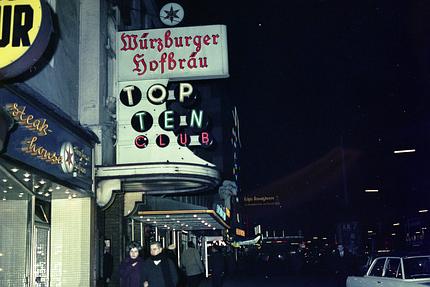 UR
Würzburger
Hofbräu
TOP
TEN
CLUB
steak-
house